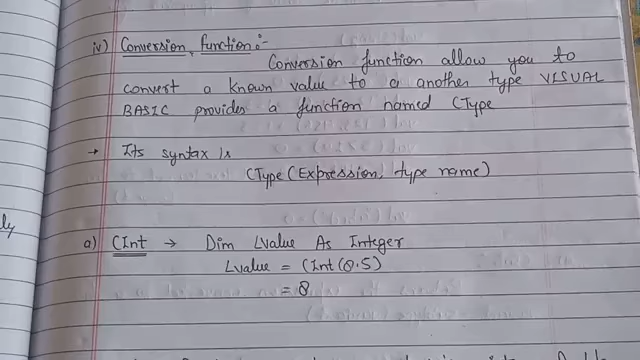 iv) Conversion function:-
Conversion function allow you to
convert a known value to a another type VISUAL
BASIC provides a function named CType
→ Its syntax is
CType (Expression, type name)
a) CInt → Dim Lvalue As Integer
Lvalue = CInt (8.5)
= 8